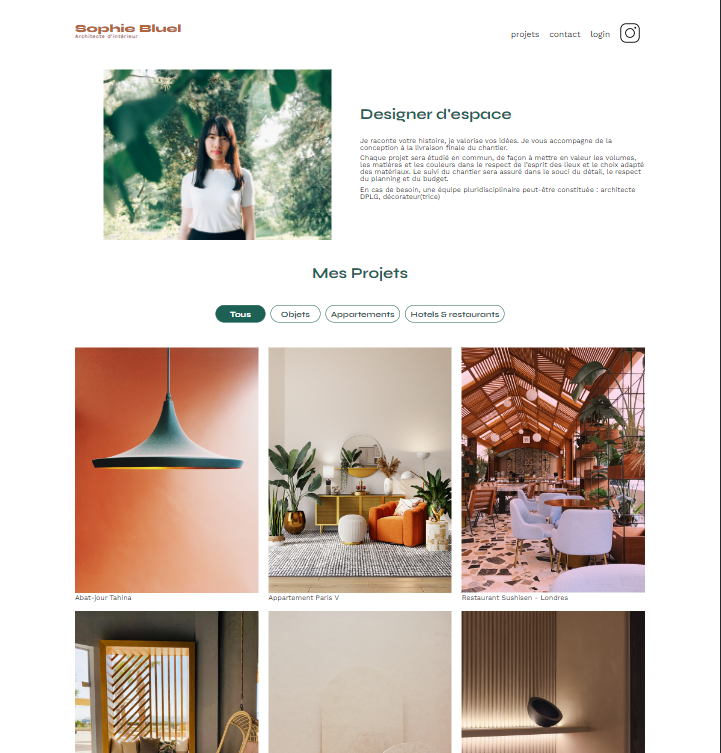 Sophie Bluel
Architecte d'intérieur
projets contact login
Designer d'espace
Je raconte votre histoire, je valorise vos idées. Je vous accompagne de la
conception à la livraison finale du chantier.
Chaque projet sera étudié en commun, de façon à mettre en valeur les volumes,
les matières et les couleurs dans le respect de l'esprit des lieux et le choix adapté
des matériaux. Le suivi du chantier sera assuré dans le souci du détail, le respect
du planning et du budget.
En cas de besoin, une équipe pluridisciplinaire peut-être constituée : architecte
DPLG, décorateur(trice)
Mes Projets
Tous Objets Appartements Hotels & restaurants
Abat-jour Tahina
Appartement Paris V
Restaurant Sushisen - Londres